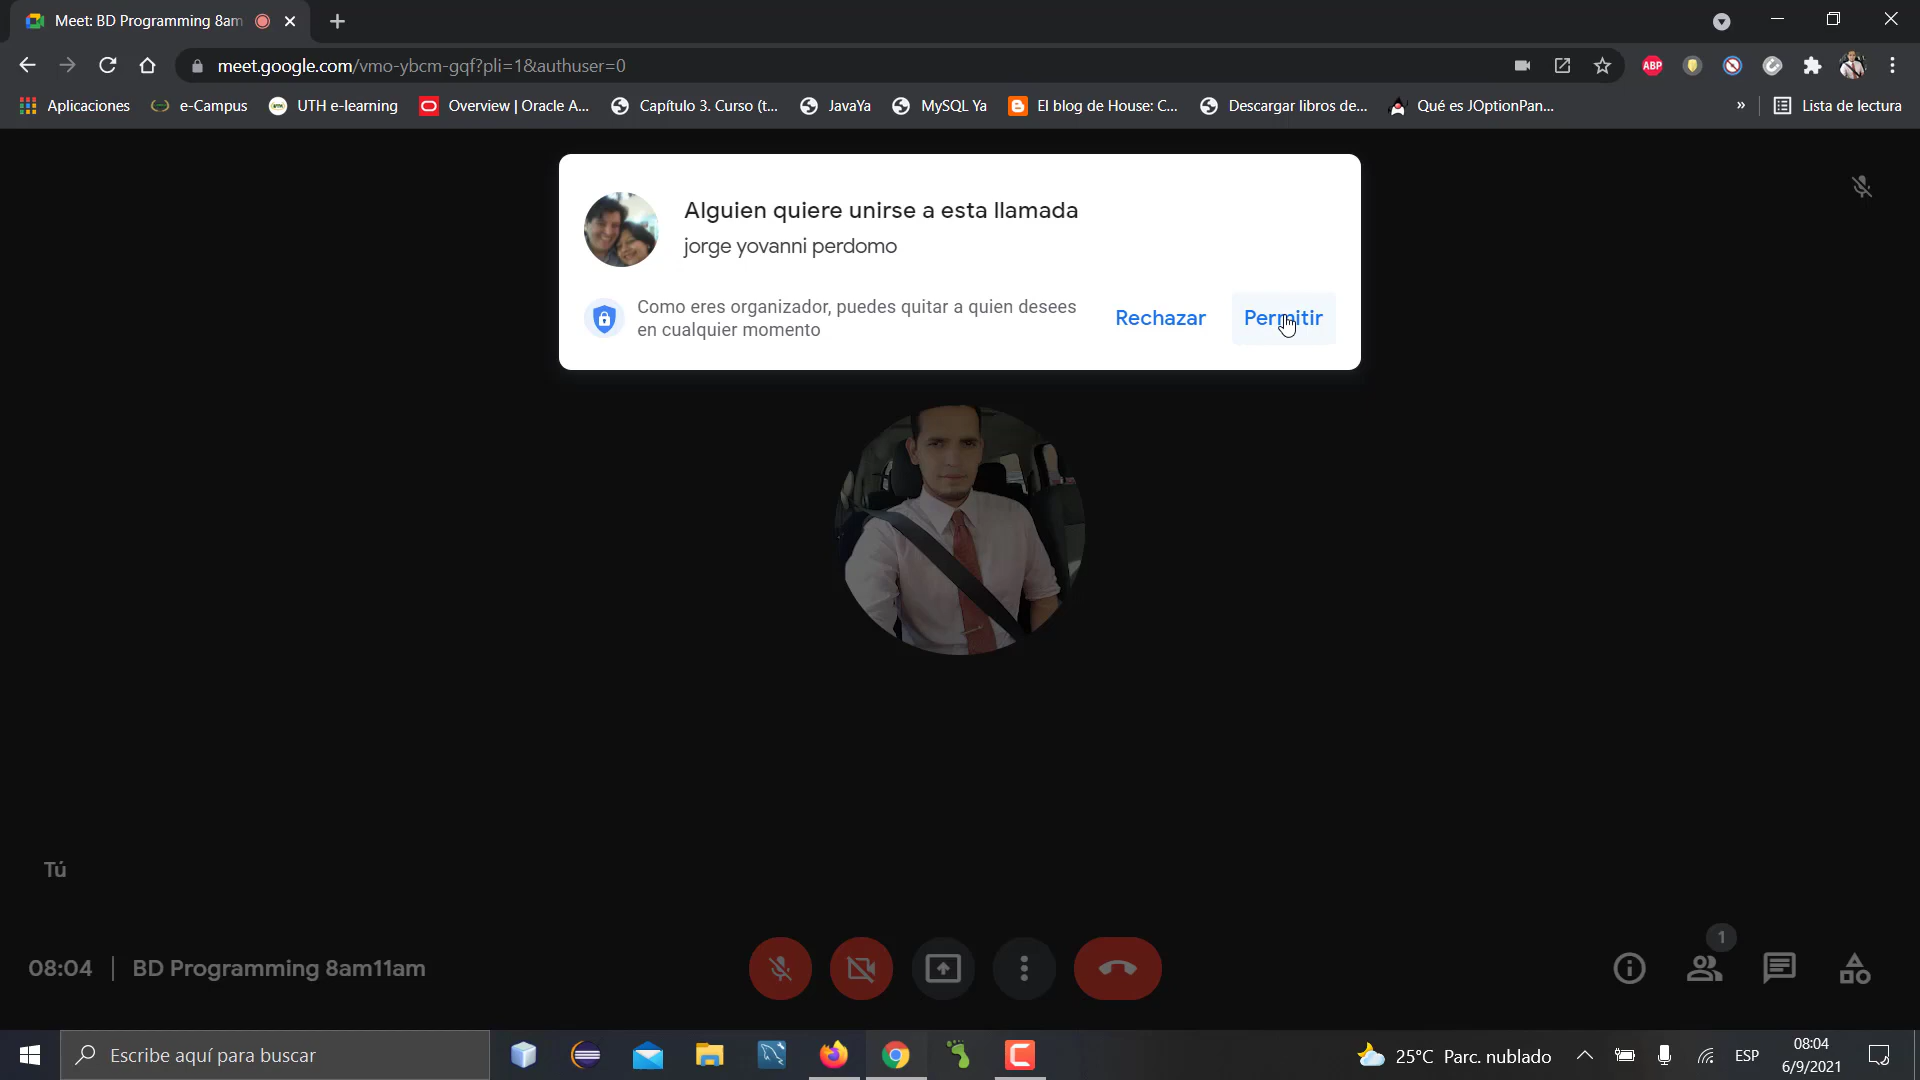 Meet: BD Programming 8am
meet.google.com/vmo-ybcm-gqf?pli=1&authuser=0
ABP
Aplicaciones
e-Campus
UTH e-learning
Overview | Oracle A...
Capítulo 3. Curso (t...
JavaYa
MySQL Ya
El blog de House: C...
Descargar libros de...
Qué es JOptionPan...
»
Lista de lectura
Alguien quiere unirse a esta llamada
jorge yovanni perdomo
Como eres organizador, puedes quitar a quien desees
en cualquier momento
Rechazar
Permitir
Tú
08:04 | BD Programming 8am11am
1
Escribe aquí para buscar
25°C Parc. nublado
ESP
08:04
6/9/2021